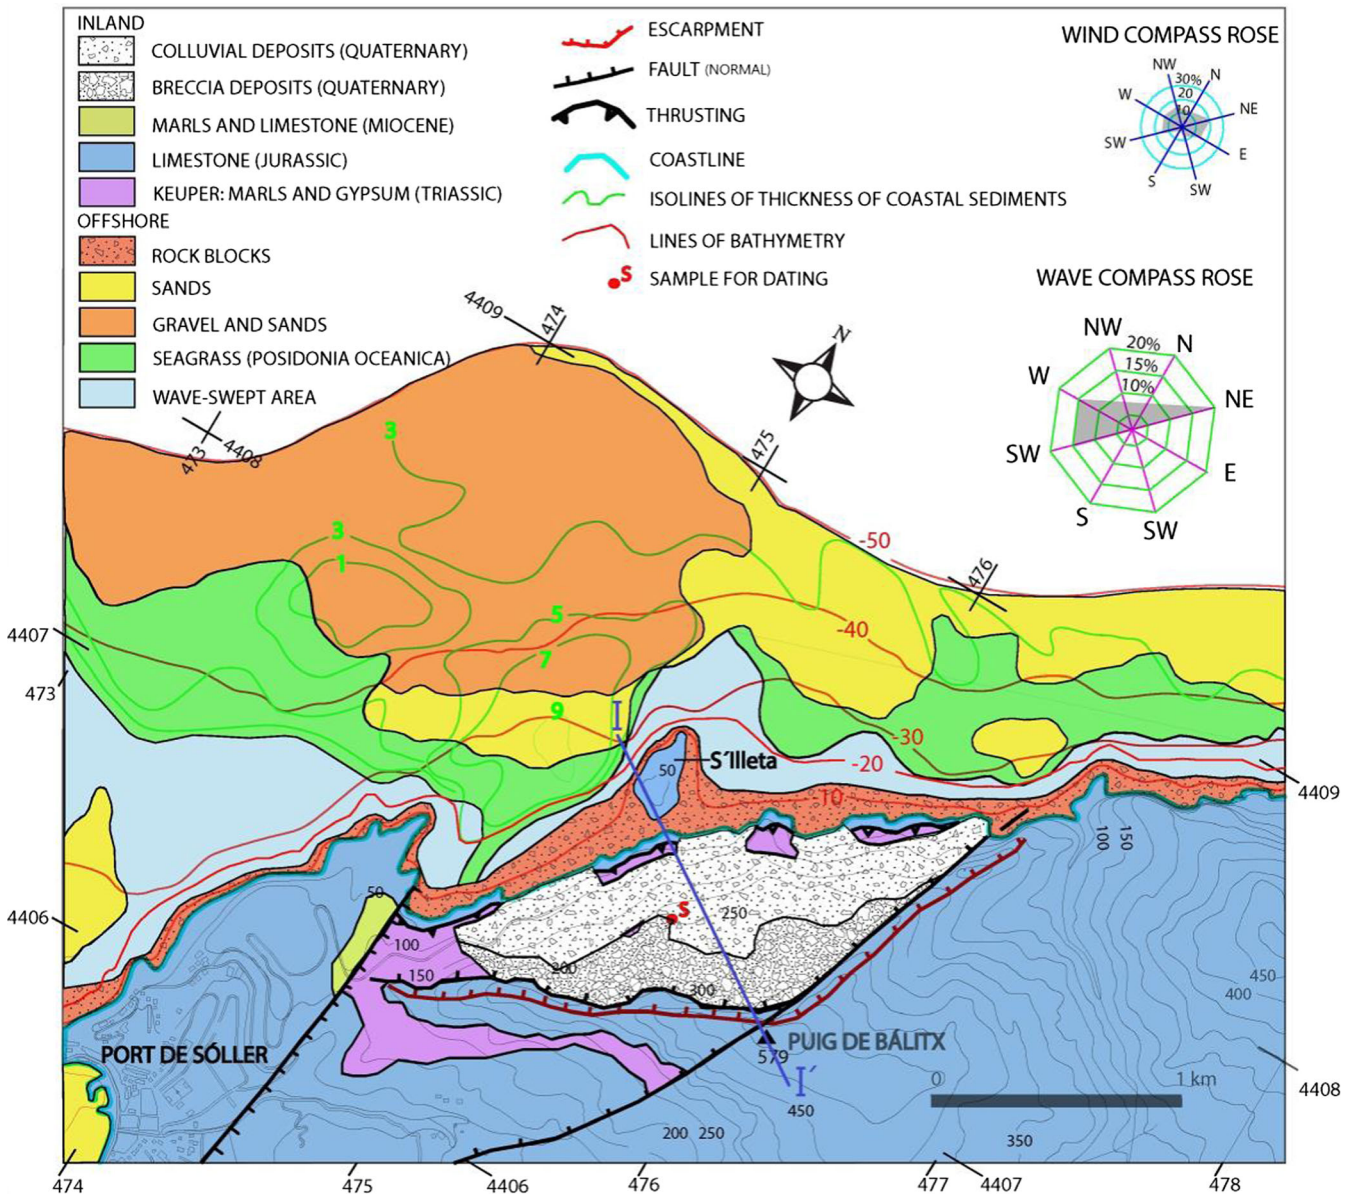 INLAND
COLLUVIAL DEPOSITS (QUATERNARY)
BRECCIA DEPOSITS (QUATERNARY)
MARLS AND LIMESTONE (MIOCENE)
LIMESTONE (JURASSIC)
KEUPER: MARLS AND GYPSUM (TRIASSIC)
OFFSHORE
ROCK BLOCKS
SANDS
GRAVEL AND SANDS
SEAGRASS (POSIDONIA OCEANICA)
WAVE-SWEPT AREA
ESCARPMENT
FAULT (NORMAL)
THRUSTING
COASTLINE
ISOLINES OF THICKNESS OF COASTAL SEDIMENTS
LINES OF BATHYMETRY
S
SAMPLE FOR DATING
WIND COMPASS ROSE
NW
N
30%
20
10
W
NE
SW
E
S
SW
WAVE COMPASS ROSE
NW
N
20%
15%
10%
W
NE
SW
E
S
SW
N
4409
474
473
4408
475
476
3
3
1
5
7
9
-50
-40
-30
-20
10
I
S´Illeta
50
50
100
150
200
250
300
S
100
150
450
400
4407
473
4406
4409
4408
PORT DE SÓLLER
PUIG DE BÁLITX
579
I´
450
0
1 km
200
250
350
474
475
4406
476
477
4407
478